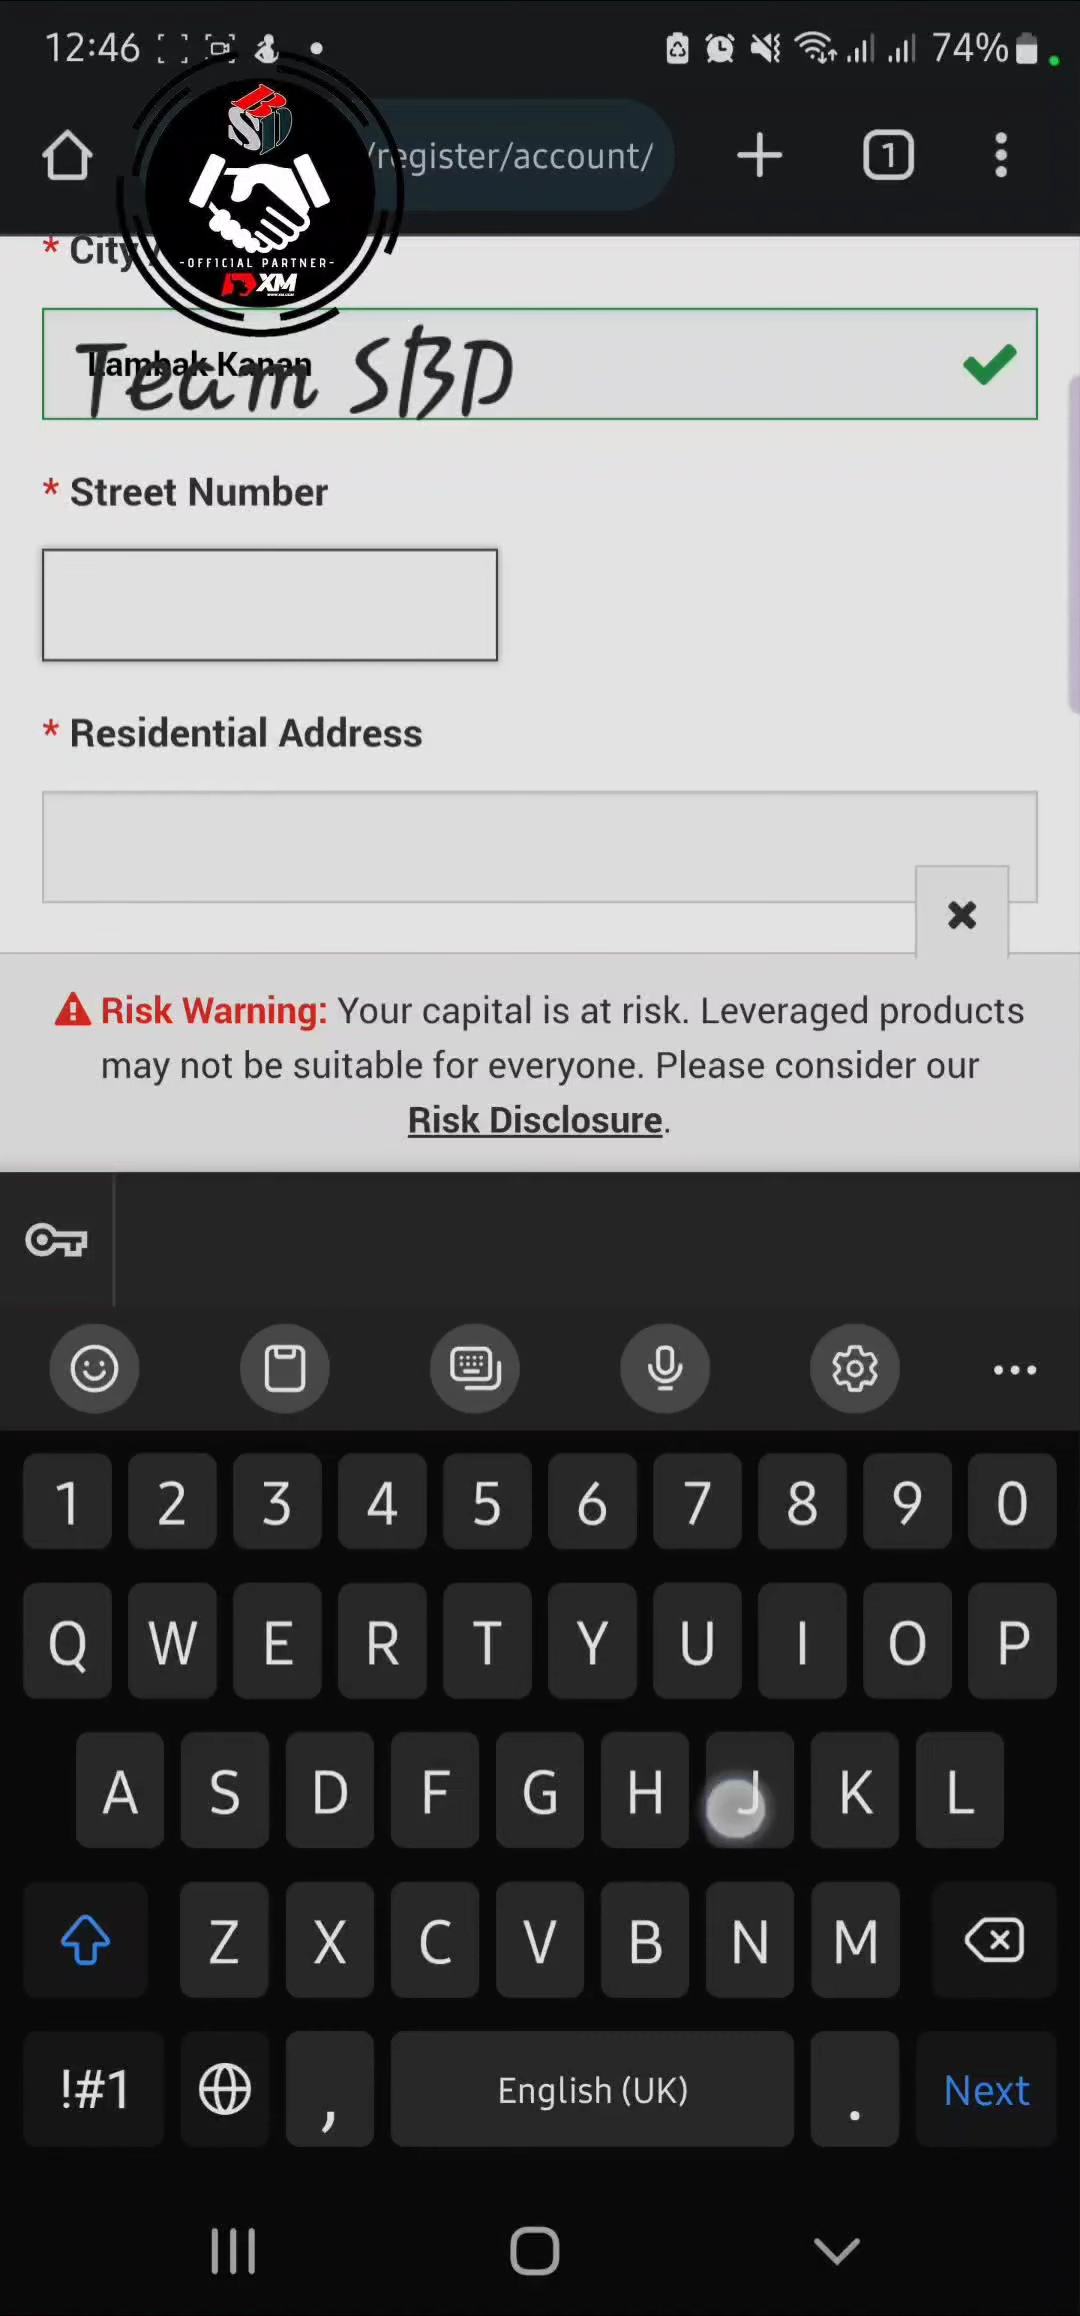 12:46
74%
/register/account/
1
SBD
-OFFICIAL PARTNER-
XM
* City
Lambak Kanan
Team SBD
* Street Number
* Residential Address
Risk Warning: Your capital is at risk. Leveraged products
may not be suitable for everyone. Please consider our
Risk Disclosure.
1 2 3 4 5 6 7 8 9 0
Q W E R T Y U I O P
A S D F G H J K L
Z X C V B N M
!#1 , English (UK) . Next